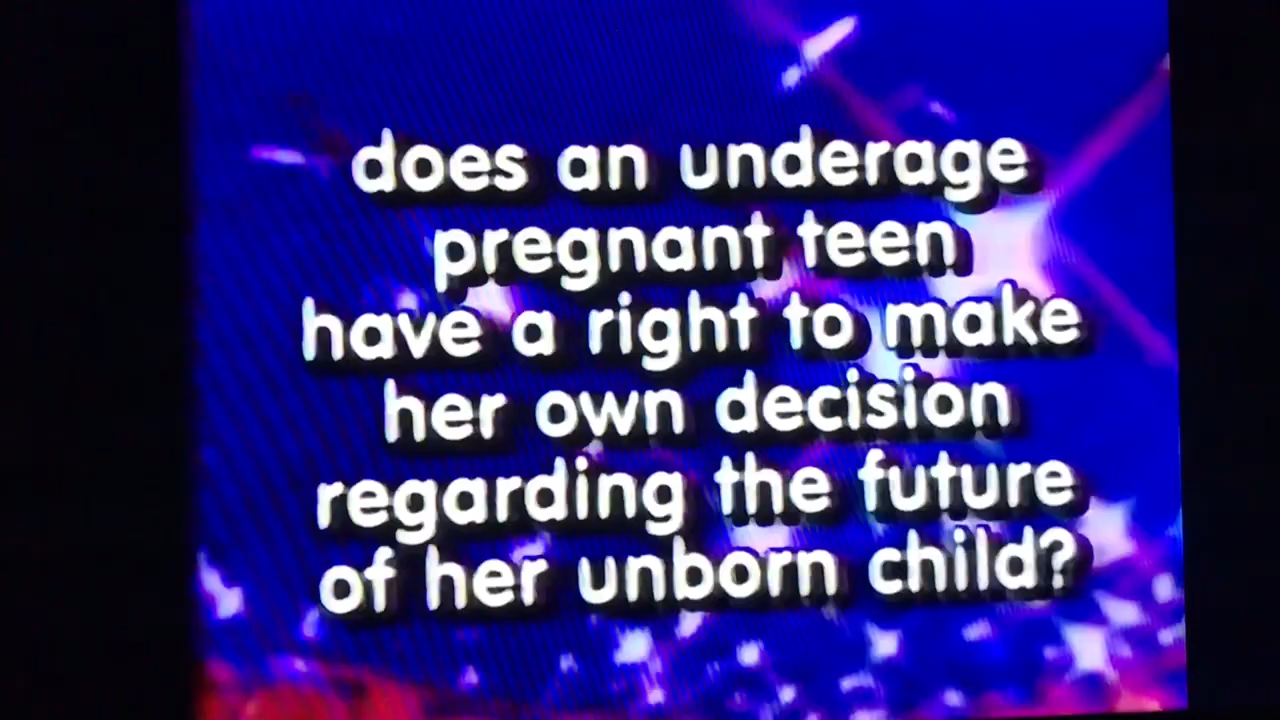 does an underage
pregnant teen
have a right to make
her own decision
regarding the future
of her unborn child?